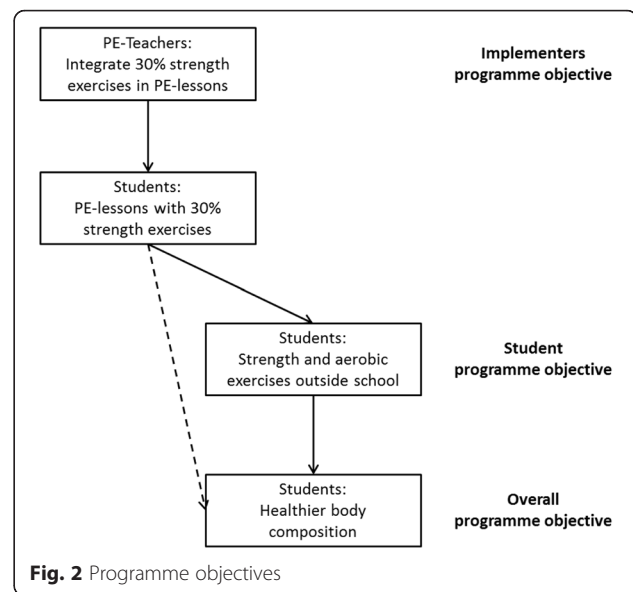 PE-Teachers:
Integrate 30% strength
exercises in PE-lessons
Implementers
programme objective
Students:
PE-lessons with 30%
strength exercises
Students:
Strength and aerobic
exercises outside school
Student
programme objective
Students:
Healthier body
composition
Overall
programme objective
Fig. 2 Programme objectives